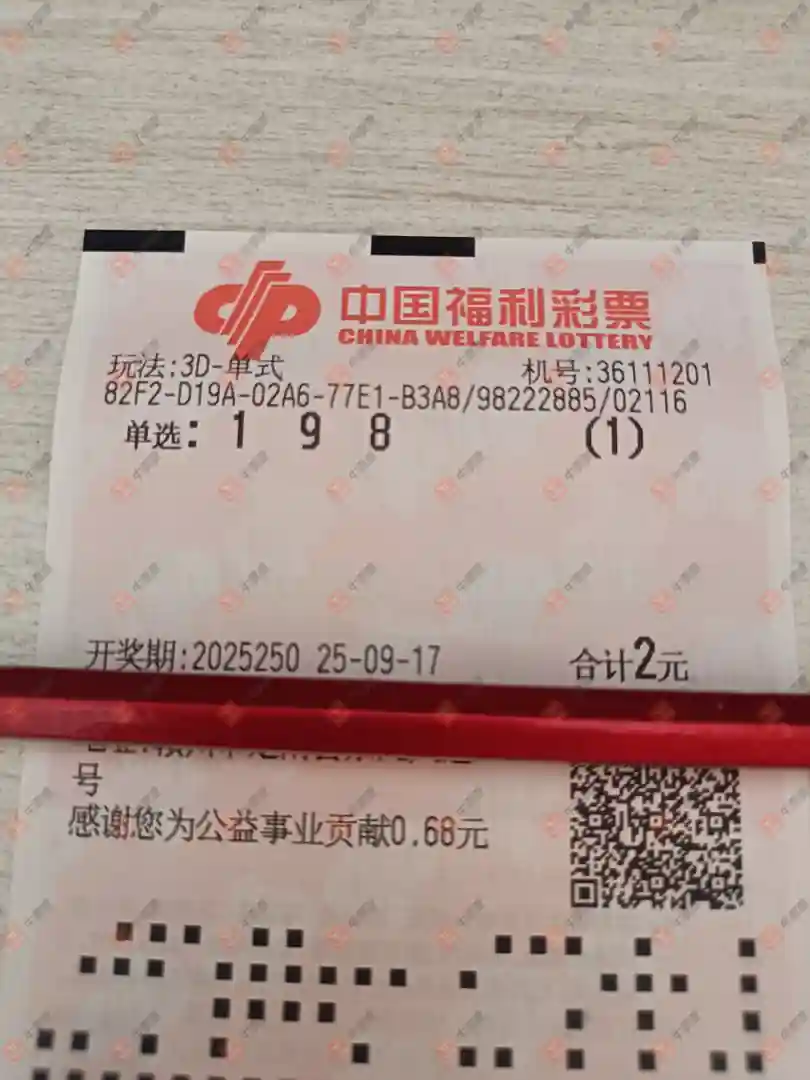 中国福利彩票
CHINA WELFARE LOTTERY
玩法:3D-单式 机号:36111201
82F2-D19A-02A6-77E1-B3A8/98222885/02116
单选: 1 9 8 (1)
开奖期:2025250 25-09-17 合计2元
号
感谢您为公益事业贡献0.68元